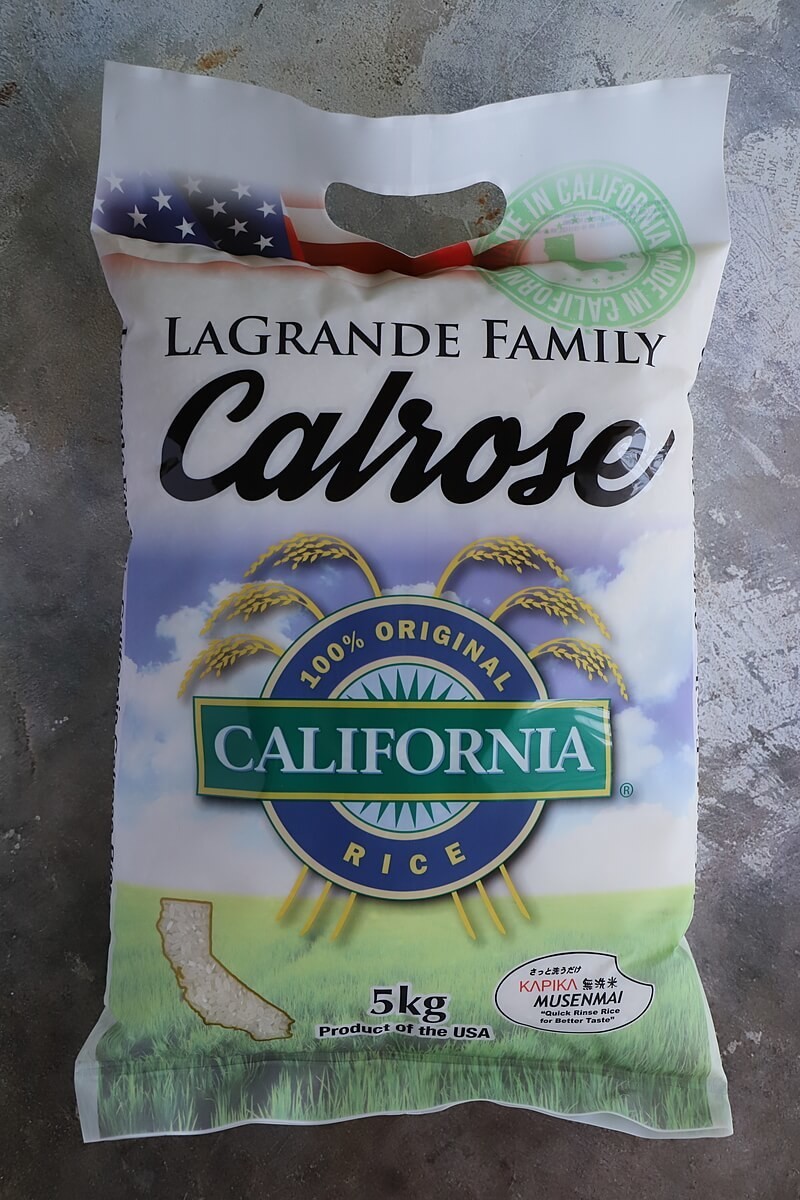 MADE IN CALIFORNIA MADE IN CALIFORNIA
LAGRANDE FAMILY
Calrose
100% ORIGINAL
CALIFORNIA
®
RICE
さっと洗うだけ
KAPIKA 無洗米
MUSENMAI
"Quick Rinse Rice
for Better Taste"
5kg
Product of the USA